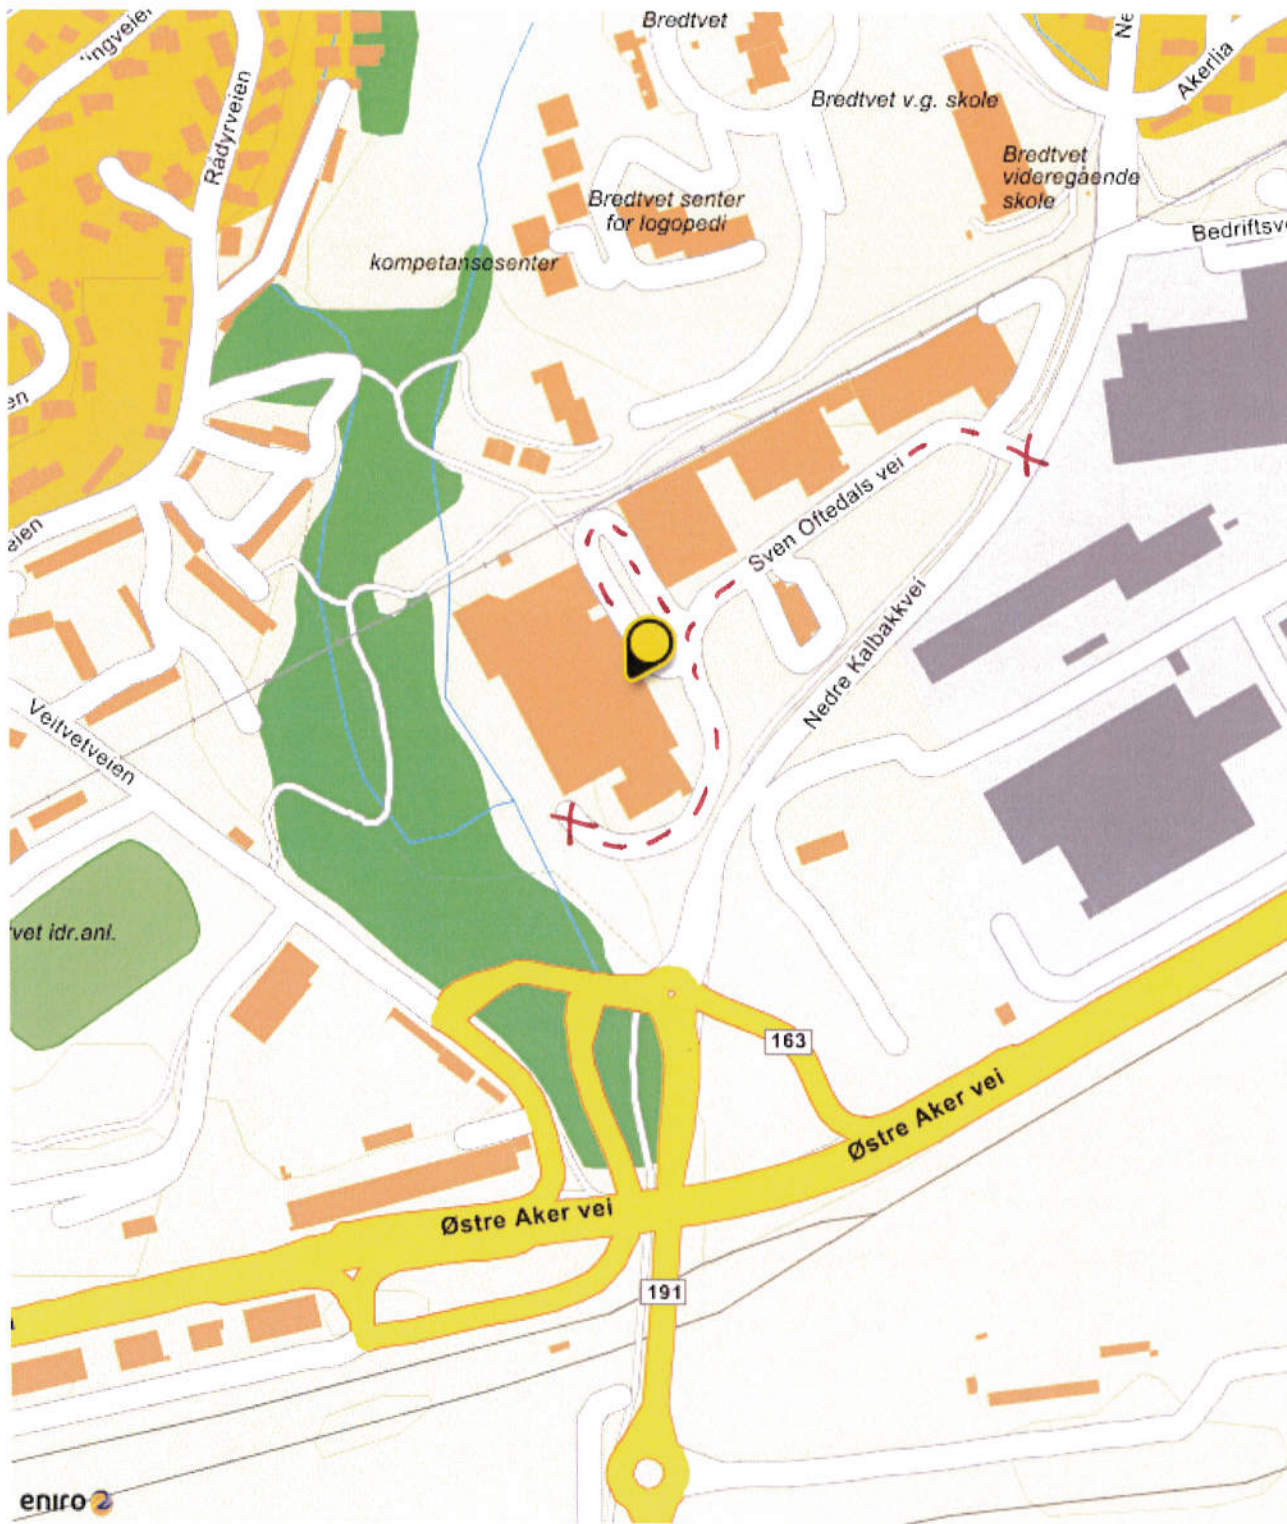 Bredtvet
Akerlia
Rådyrveien
Bredtvet v.g. skole
Bredtvet
videregående
skole
Bredtvet senter
for logopedi
Bedriftsv
kompetansesenter
Sven Oftedals vei
Nedre Kalbakkvei
Veitvetveien
vet idr.anl.
163
Østre Aker vei
Østre Aker vei
191
eniro